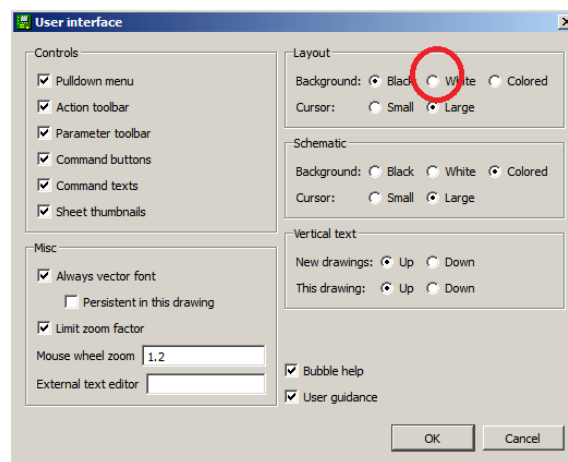 User interface
Controls
Pulldown menu
Action toolbar
Parameter toolbar
Command buttons
Command texts
Sheet thumbnails
Misc
Always vector font
Persistent in this drawing
Limit zoom factor
Mouse wheel zoom 1.2
External text editor
Layout
Background: Black White Colored
Cursor: Small Large
Schematic
Background: Black White Colored
Cursor: Small Large
Vertical text
New drawings: Up Down
This drawing: Up Down
Bubble help
User guidance
OK Cancel